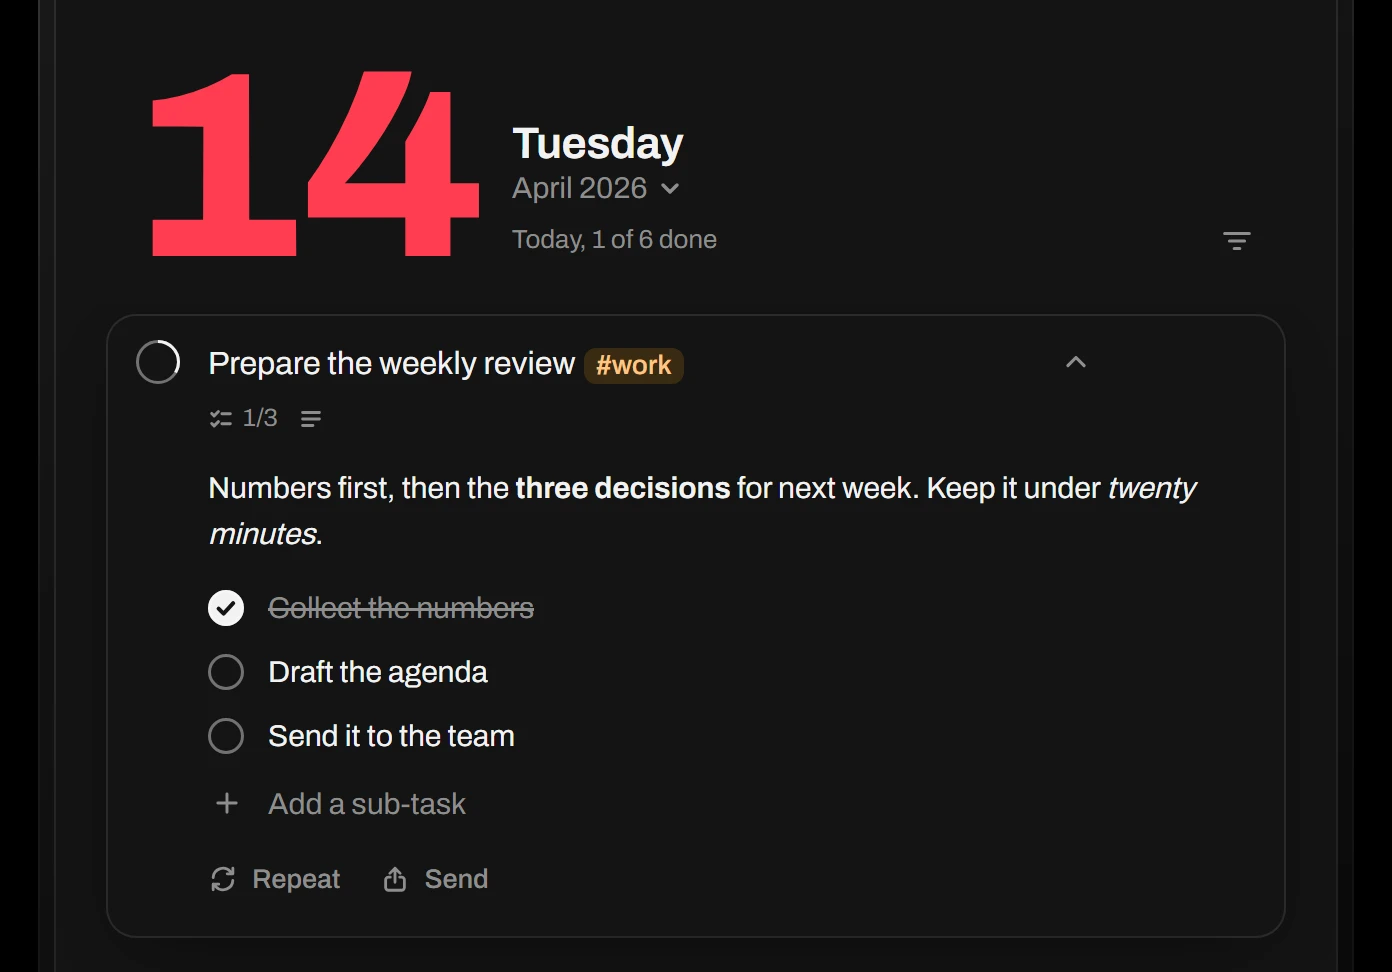 14
Tuesday
April 2026
Today, 1 of 6 done
Prepare the weekly review #work
1/3
Numbers first, then the three decisions for next week. Keep it under twenty
minutes.
Collect the numbers
Draft the agenda
Send it to the team
Add a sub-task
Repeat Send